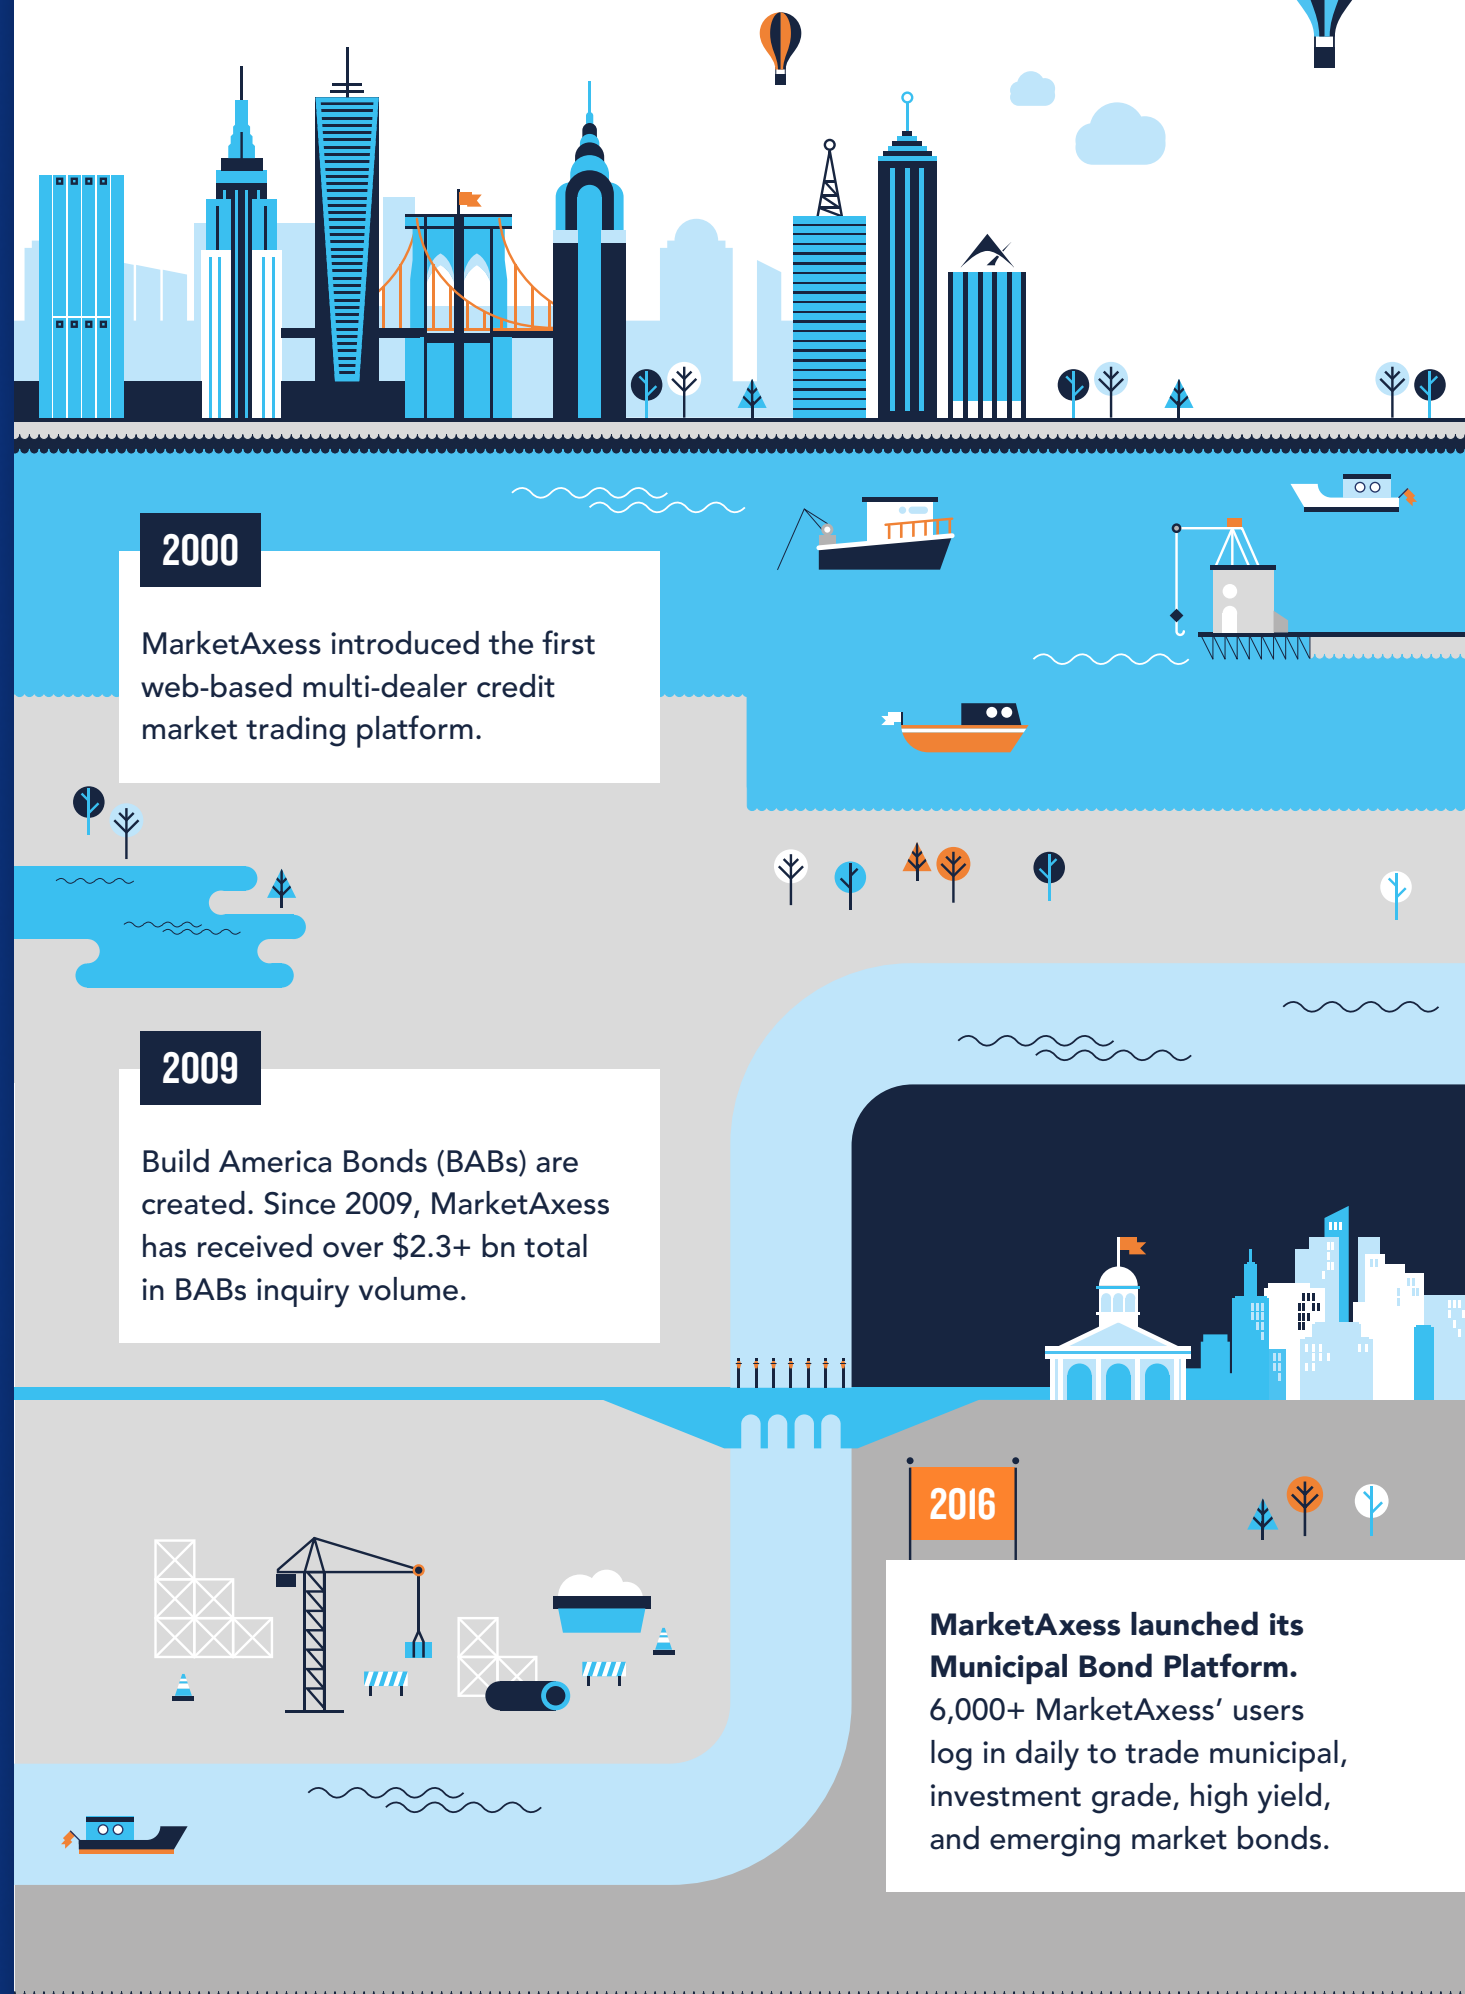 2000
MarketAxess introduced the first
web-based multi-dealer credit
market trading platform.
2009
Build America Bonds (BABs) are
created. Since 2009, MarketAxess
has received over $2.3+ bn total
in BABs inquiry volume.
2016
MarketAxess launched its
Municipal Bond Platform.
6,000+ MarketAxess’ users
log in daily to trade municipal,
investment grade, high yield,
and emerging market bonds.